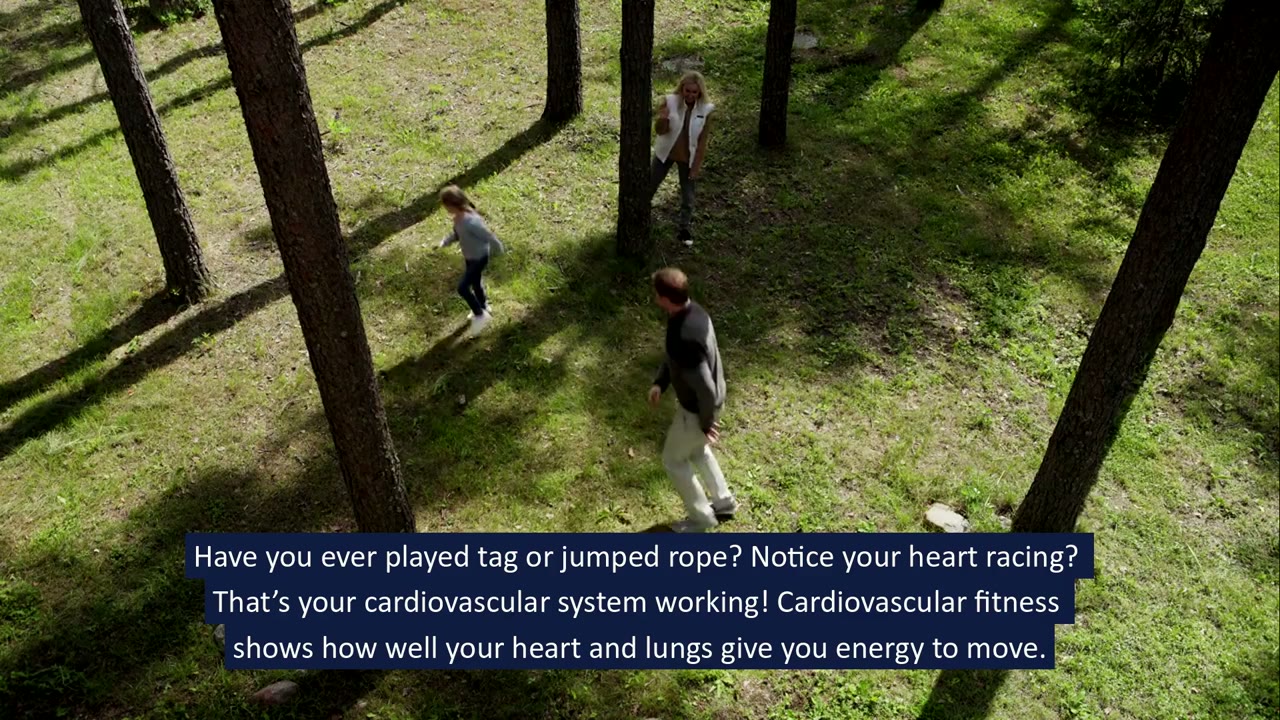 Have you ever played tag or jumped rope? Notice your heart racing?
That’s your cardiovascular system working! Cardiovascular fitness
shows how well your heart and lungs give you energy to move.